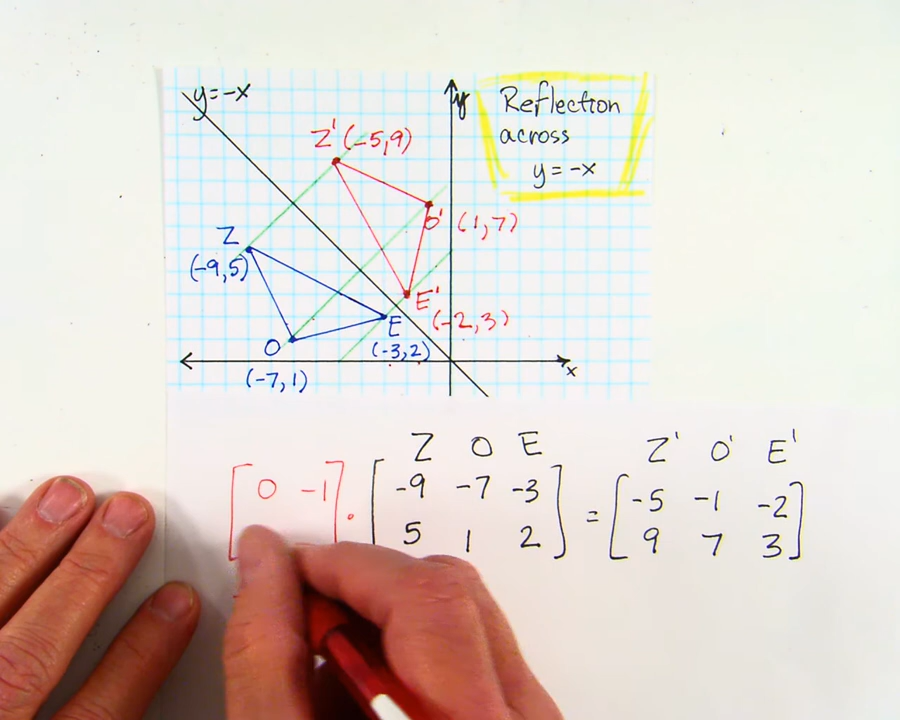 y=-x
y
Reflection
across
y=-x
Z' (-5,9)
O' (1,7)
Z
(-9,5)
E'
(-2,3)
E
(-3,2)
O
(-7,1)
x
Z O E
Z' O' E'
[0 -1] · [-9 -7 -3 = [-5 -1 -2
5 1 2] 9 7 3]